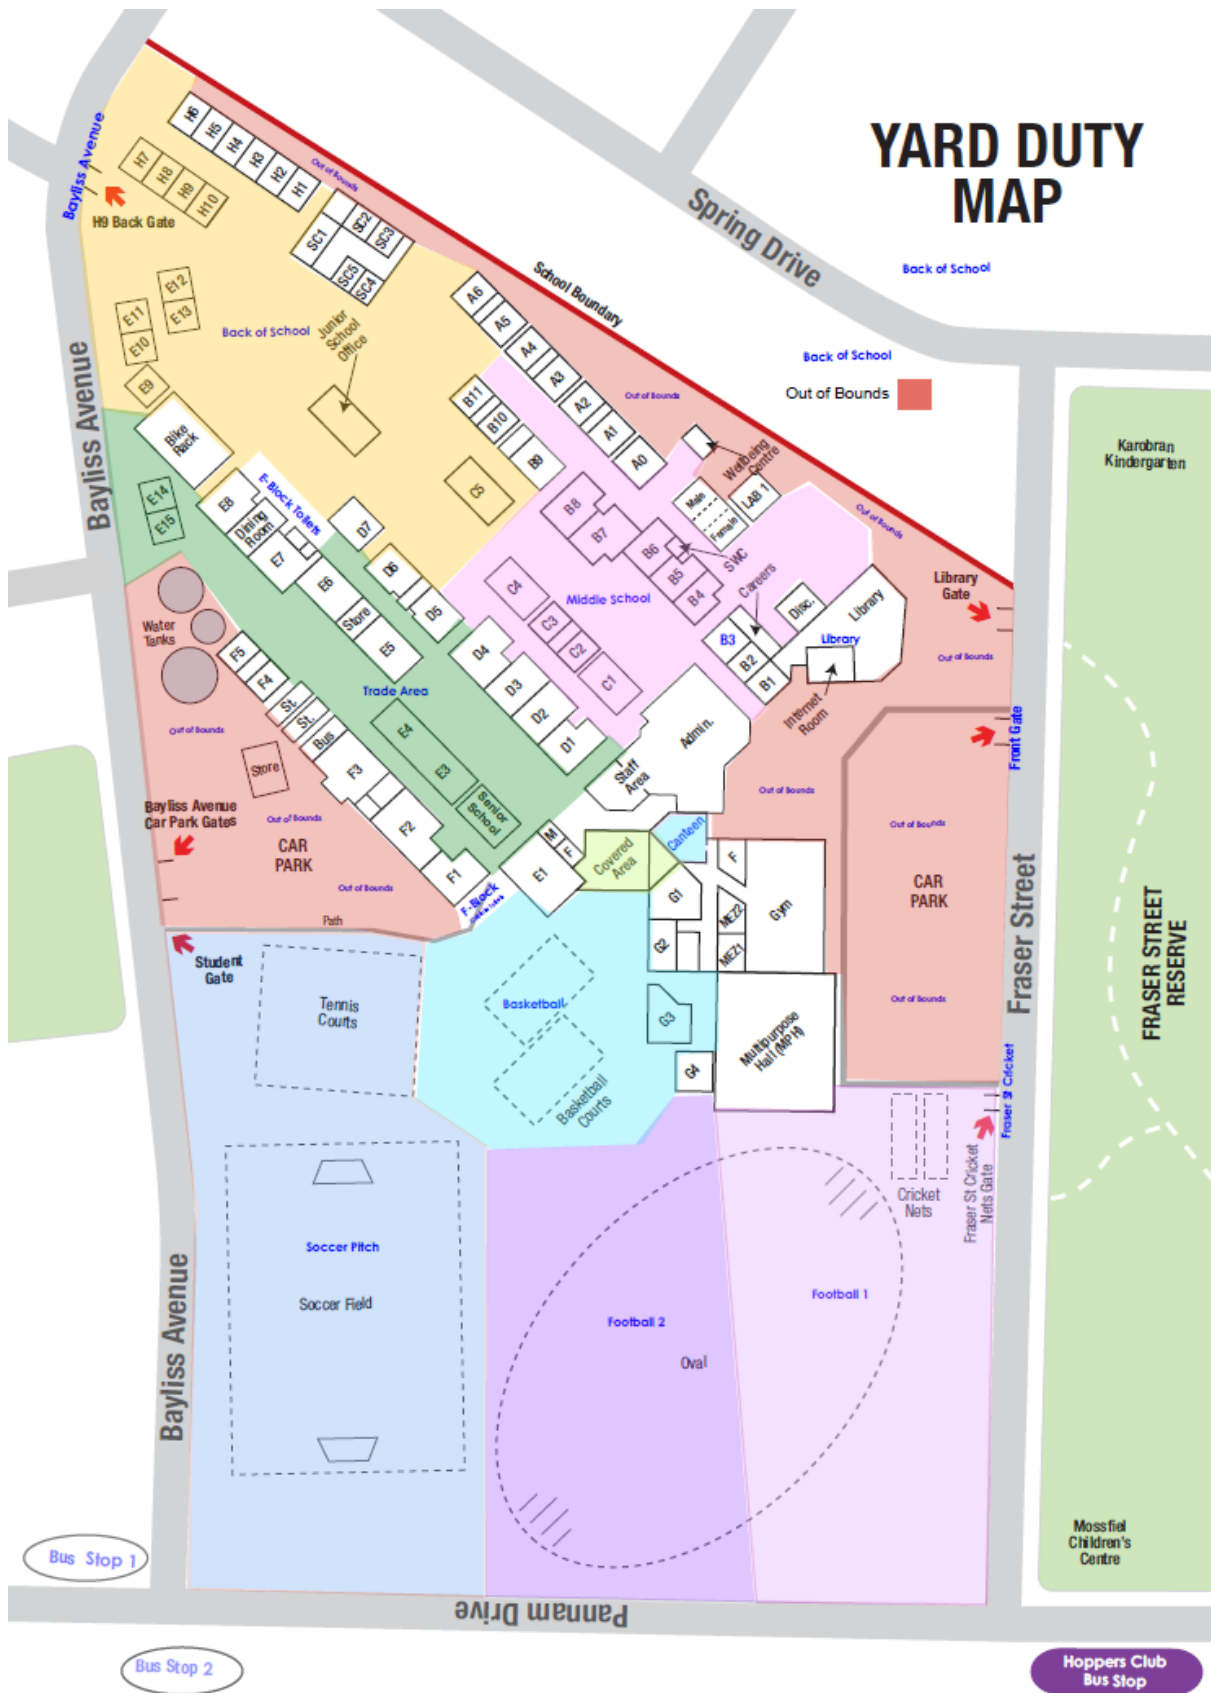 YARD DUTY
MAP
Spring Drive
Back of School
School Boundary
Back of School
Out of Bounds
Bayliss Avenue
H9 Back Gate
H6
H5
H4
H3
H2
H1
Out of Bounds
H7
H8
H9
H10
SC1
SC2
SC3
SC5
SC4
E12
E13
E11
E10
E9
Back of School
Junior
School
Office
A6
A5
A4
A3
A2
A1
A0
Out of Bounds
B11
B10
B9
Bayliss Avenue
Bike
Rack
E-Block Toilets
E14
E15
E8
Dining
Room
E7
D7
D6
D5
C5
B8
B7
B6
B5
B4
Wellbeing
Centre
Male
Female
LAB 1
SWC
Careers
Out of Bounds
Karobran
Kindergarten
Library
Gate
Out of Bounds
Water
Tanks
E6
Store
E5
C4
C3
C2
C1
Middle School
Disc.
Library
Library
B3
B2
B1
Internet
Room
F5
F4
St.
St.
Bus
F3
F2
F1
Trade Area
D4
D3
D2
D1
Out of Bounds
Store
E4
E3
Senior
School
Admin.
Staff
Area
Front Gate
Bayliss Avenue
Car Park Gates
Out of Bounds
CAR
PARK
Out of Bounds
Out of Bounds
Out of Bounds
M
F
E1
Covered
Area
Canteen
F-Block
G1
G2
F
MEZ2
MEZ1
Gym
CAR
PARK
Out of Bounds
Fraser Street
FRASER STREET
RESERVE
Path
Student
Gate
Tennis
Courts
Basketball
Basketball
Courts
G3
G4
Multipurpose
Hall (MPH)
Fraser St Cricket
Fraser St Cricket
Nets Gate
Cricket
Nets
Soccer Pitch
Soccer Field
Football 1
Football 2
Oval
Bayliss Avenue
Mossfiel
Children's
Centre
Bus Stop 1
Pannam Drive
Bus Stop 2
Hoppers Club
Bus Stop